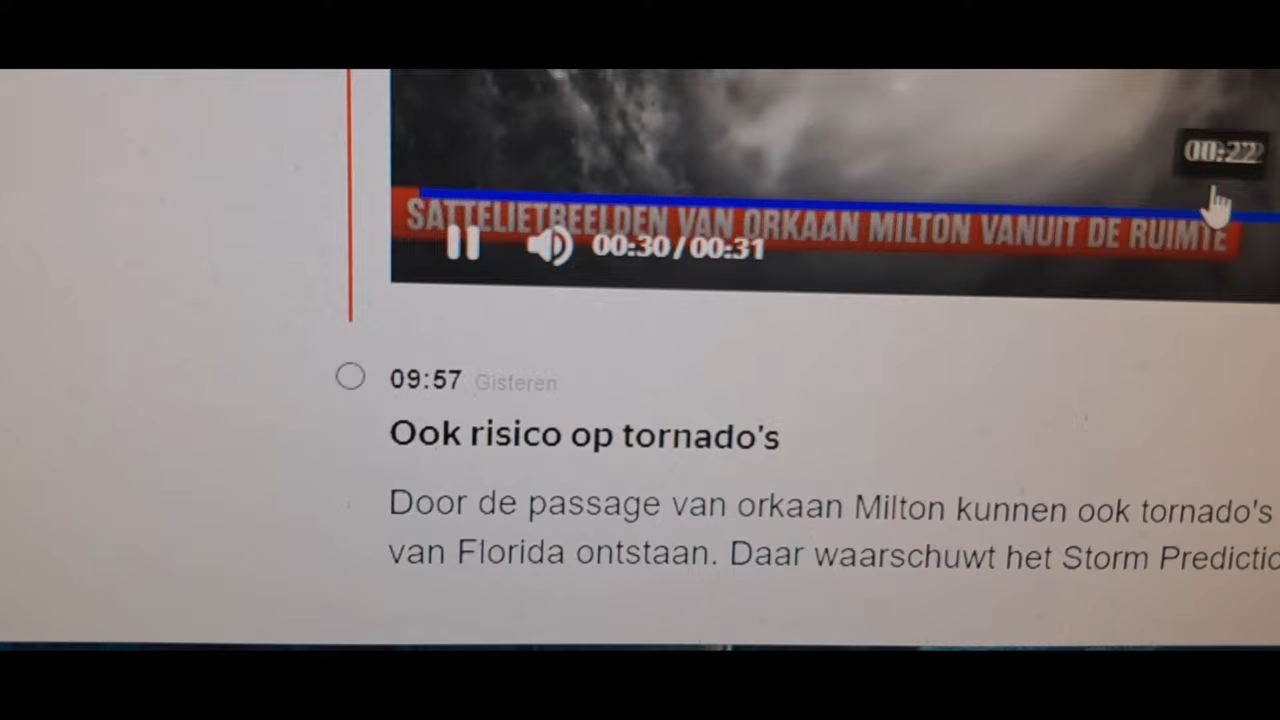 00:22
SATTELIETBEELDEN VAN ORKAAN MILTON VANUIT DE RUIMTE
00:30/00:31
09:57 Gisteren
Ook risico op tornado's
Door de passage van orkaan Milton kunnen ook tornado's
van Florida ontstaan. Daar waarschuwt het Storm Predictio